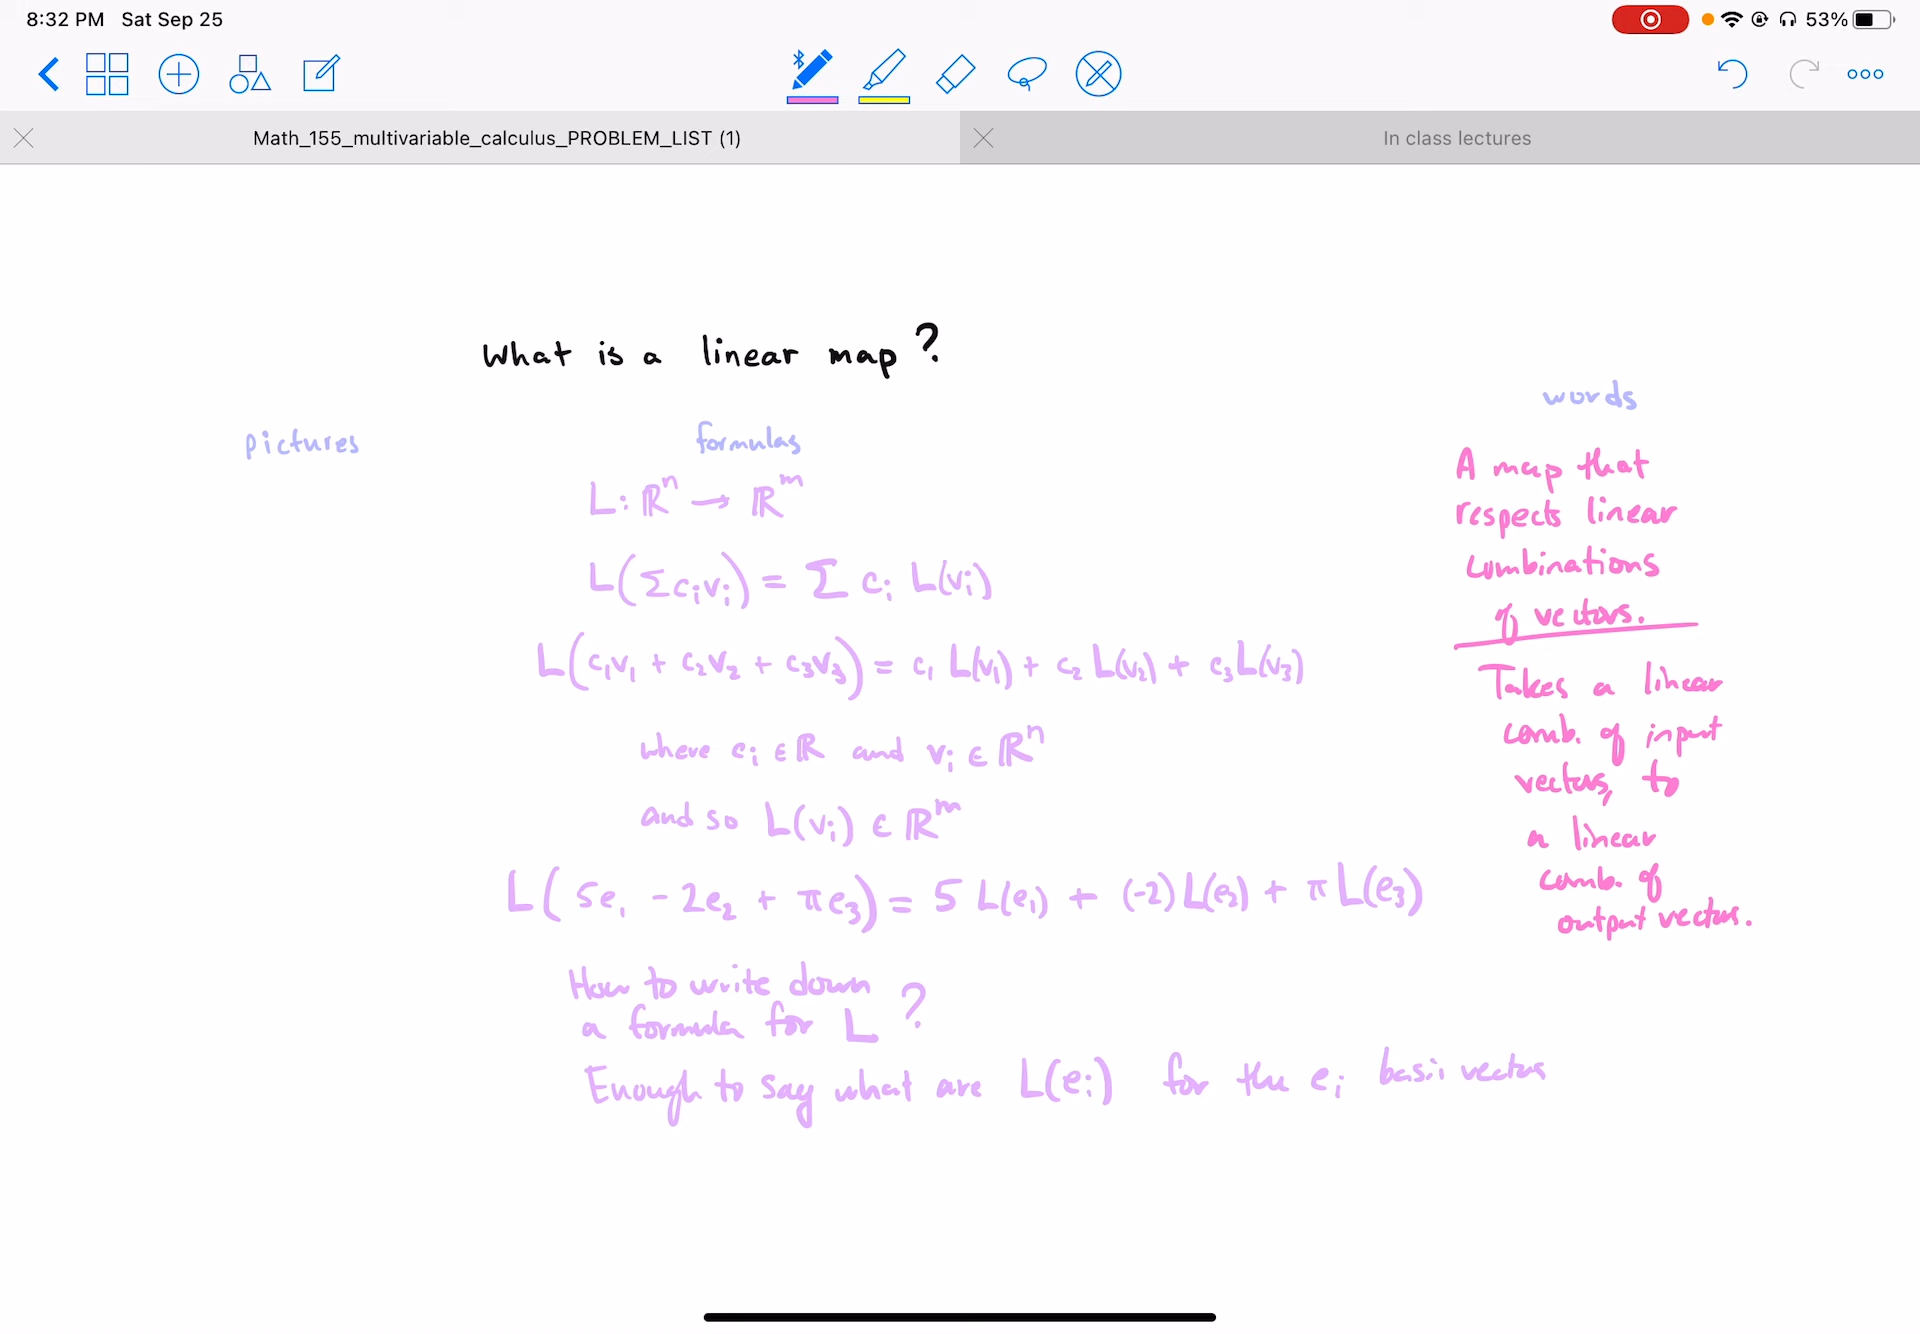 8:32 PM Sat Sep 25
53%
Math_155_multivariable_calculus_PROBLEM_LIST (1)
In class lectures
What is a linear map?
pictures
formulas
L: ℝⁿ → ℝᵐ
L(Σcᵢvᵢ) = Σ cᵢ L(vᵢ)
L(c₁v₁ + c₂v₂ + c₃v₃) = c₁ L(v₁) + c₂ L(v₂) + c₃L(v₃)
where cᵢ ∈ ℝ and vᵢ ∈ ℝⁿ
and so L(vᵢ) ∈ ℝᵐ
L( 5e₁ - 2e₂ + πe₃) = 5 L(e₁) + (-2) L(e₂) + π L(e₃)
How to write down
a formula for L ?
Enough to say what are L(eᵢ) for the eᵢ basis vectors
words
A map that
respects linear
combinations
of vectors.
Takes a linear
comb. of input
vectors, to
a linear
comb. of
output vectors.